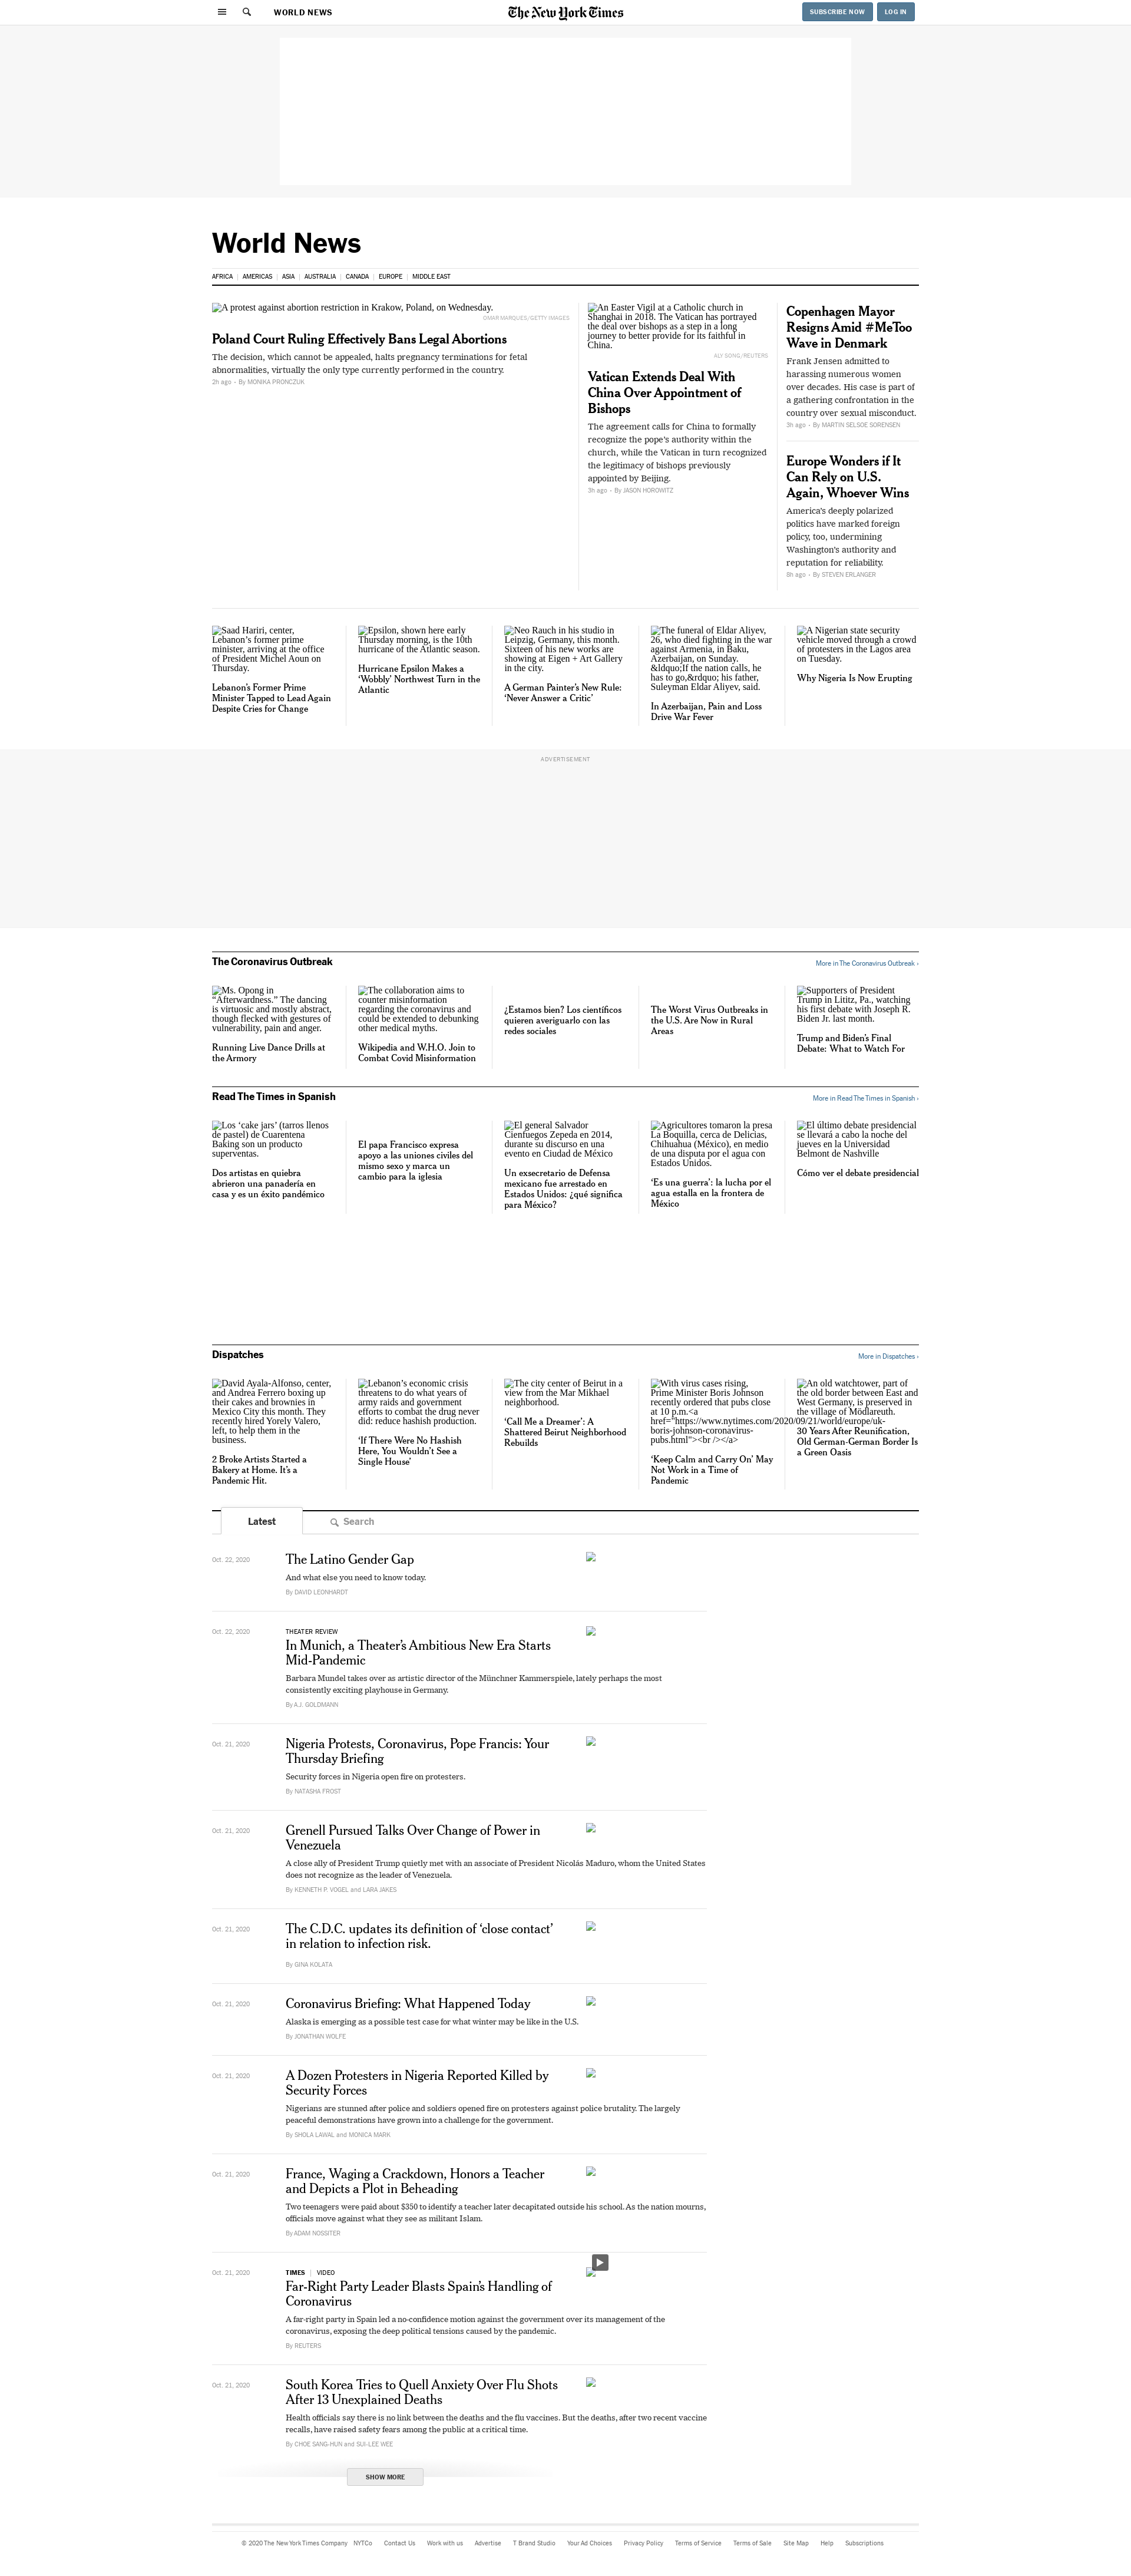 WORLD NEWS
The New York Times
SUBSCRIBE NOW
LOG IN
World News
AFRICA
AMERICAS
ASIA
AUSTRALIA
CANADA
EUROPE
MIDDLE EAST
A protest against abortion restriction in Krakow, Poland, on Wednesday.
OMAR MARQUES/GETTY IMAGES
Poland Court Ruling Effectively Bans Legal Abortions
The decision, which cannot be appealed, halts pregnancy terminations for fetal
abnormalities, virtually the only type currently performed in the country.
2h ago • By MONIKA PRONCZUK
An Easter Vigil at a Catholic church in
Shanghai in 2018. The Vatican has portrayed
the deal over bishops as a step in a long
journey to better provide for its faithful in
China.
ALY SONG/REUTERS
Vatican Extends Deal With
China Over Appointment of
Bishops
The agreement calls for China to formally
recognize the pope's authority within the
church, while the Vatican in turn recognized
the legitimacy of bishops previously
appointed by Beijing.
3h ago • By JASON HOROWITZ
Copenhagen Mayor
Resigns Amid #MeToo
Wave in Denmark
Frank Jensen admitted to
harassing numerous women
over decades. His case is part of
a gathering confrontation in the
country over sexual misconduct.
3h ago • By MARTIN SELSOE SORENSEN
Europe Wonders if It
Can Rely on U.S.
Again, Whoever Wins
America's deeply polarized
politics have marked foreign
policy, too, undermining
Washington's authority and
reputation for reliability.
8h ago • By STEVEN ERLANGER
Saad Hariri, center,
Lebanon's former prime
minister, arriving at the office
of President Michel Aoun on
Thursday.
Lebanon's Former Prime
Minister Tapped to Lead Again
Despite Cries for Change
Epsilon, shown here early
Thursday morning, is the 10th
hurricane of the Atlantic season.
Hurricane Epsilon Makes a
‘Wobbly’ Northwest Turn in the
Atlantic
Neo Rauch in his studio in
Leipzig, Germany, this month.
Sixteen of his new works are
showing at Eigen + Art Gallery
in the city.
A German Painter's New Rule:
‘Never Answer a Critic’
The funeral of Eldar Aliyev,
26, who died fighting in the war
against Armenia, in Baku,
Azerbaijan, on Sunday.
&ldquo;If the nation calls, he
has to go,&rdquo; his father,
Suleyman Eldar Aliyev, said.
In Azerbaijan, Pain and Loss
Drive War Fever
A Nigerian state security
vehicle moved through a crowd
of protesters in the Lagos area
on Tuesday.
Why Nigeria Is Now Erupting
ADVERTISEMENT
The Coronavirus Outbreak
More in The Coronavirus Outbreak ›
Ms. Opong in
“Afterwardness.” The dancing
is virtuosic and mostly abstract,
though flecked with gestures of
vulnerability, pain and anger.
Running Live Dance Drills at
the Armory
The collaboration aims to
counter misinformation
regarding the coronavirus and
could be extended to debunking
other medical myths.
Wikipedia and W.H.O. Join to
Combat Covid Misinformation
¿Estamos bien? Los científicos
quieren averiguarlo con las
redes sociales
The Worst Virus Outbreaks in
the U.S. Are Now in Rural
Areas
Supporters of President
Trump in Lititz, Pa., watching
his first debate with Joseph R.
Biden Jr. last month.
Trump and Biden's Final
Debate: What to Watch For
Read The Times in Spanish
More in Read The Times in Spanish ›
Los ‘cake jars’ (tarros llenos
de pastel) de Cuarentena
Baking son un producto
superventas.
Dos artistas en quiebra
abrieron una panadería en
casa y es un éxito pandémico
El papa Francisco expresa
apoyo a las uniones civiles del
mismo sexo y marca un
cambio para la iglesia
El general Salvador
Cienfuegos Zepeda en 2014,
durante su discurso en una
evento en Ciudad de México
Un exsecretario de Defensa
mexicano fue arrestado en
Estados Unidos: ¿qué significa
para México?
Agricultores tomaron la presa
La Boquilla, cerca de Delicias,
Chihuahua (México), en medio
de una disputa por el agua con
Estados Unidos.
‘Es una guerra’: la lucha por el
agua estalla en la frontera de
México
El último debate presidencial
se llevará a cabo la noche del
jueves en la Universidad
Belmont de Nashville
Cómo ver el debate presidencial
Dispatches
More in Dispatches ›
David Ayala-Alfonso, center,
and Andrea Ferrero boxing up
their cakes and brownies in
Mexico City this month. They
recently hired Yorely Valero,
left, to help them in the
business.
2 Broke Artists Started a
Bakery at Home. It's a
Pandemic Hit.
Lebanon's economic crisis
threatens to do what years of
army raids and government
efforts to combat the drug never
did: reduce hashish production.
‘If There Were No Hashish
Here, You Wouldn't See a
Single House’
The city center of Beirut in a
view from the Mar Mikhael
neighborhood.
‘Call Me a Dreamer’: A
Shattered Beirut Neighborhood
Rebuilds
With virus cases rising,
Prime Minister Boris Johnson
recently ordered that pubs close
at 10 p.m.<a
href="https://www.nytimes.com/2020/09/21/world/europe/uk-
boris-johnson-coronavirus-
pubs.html"><br /></a>
‘Keep Calm and Carry On’ May
Not Work in a Time of
Pandemic
An old watchtower, part of
the old border between East and
West Germany, is preserved in
the village of Mödlareuth.
30 Years After Reunification,
Old German-German Border Is
a Green Oasis
Latest
Search
Oct. 22, 2020
The Latino Gender Gap
And what else you need to know today.
By DAVID LEONHARDT
Oct. 22, 2020
THEATER REVIEW
In Munich, a Theater's Ambitious New Era Starts
Mid-Pandemic
Barbara Mundel takes over as artistic director of the Münchner Kammerspiele, lately perhaps the most
consistently exciting playhouse in Germany.
By A.J. GOLDMANN
Oct. 21, 2020
Nigeria Protests, Coronavirus, Pope Francis: Your
Thursday Briefing
Security forces in Nigeria open fire on protesters.
By NATASHA FROST
Oct. 21, 2020
Grenell Pursued Talks Over Change of Power in
Venezuela
A close ally of President Trump quietly met with an associate of President Nicolás Maduro, whom the United States
does not recognize as the leader of Venezuela.
By KENNETH P. VOGEL and LARA JAKES
Oct. 21, 2020
The C.D.C. updates its definition of ‘close contact’
in relation to infection risk.
By GINA KOLATA
Oct. 21, 2020
Coronavirus Briefing: What Happened Today
Alaska is emerging as a possible test case for what winter may be like in the U.S.
By JONATHAN WOLFE
Oct. 21, 2020
A Dozen Protesters in Nigeria Reported Killed by
Security Forces
Nigerians are stunned after police and soldiers opened fire on protesters against police brutality. The largely
peaceful demonstrations have grown into a challenge for the government.
By SHOLA LAWAL and MONICA MARK
Oct. 21, 2020
France, Waging a Crackdown, Honors a Teacher
and Depicts a Plot in Beheading
Two teenagers were paid about $350 to identify a teacher later decapitated outside his school. As the nation mourns,
officials move against what they see as militant Islam.
By ADAM NOSSITER
Oct. 21, 2020
TIMES | VIDEO
Far-Right Party Leader Blasts Spain's Handling of
Coronavirus
A far-right party in Spain led a no-confidence motion against the government over its management of the
coronavirus, exposing the deep political tensions caused by the pandemic.
By REUTERS
Oct. 21, 2020
South Korea Tries to Quell Anxiety Over Flu Shots
After 13 Unexplained Deaths
Health officials say there is no link between the deaths and the flu vaccines. But the deaths, after two recent vaccine
recalls, have raised safety fears among the public at a critical time.
By CHOE SANG-HUN and SUI-LEE WEE
SHOW MORE
© 2020 The New York Times Company
NYTCo
Contact Us
Work with us
Advertise
T Brand Studio
Your Ad Choices
Privacy Policy
Terms of Service
Terms of Sale
Site Map
Help
Subscriptions